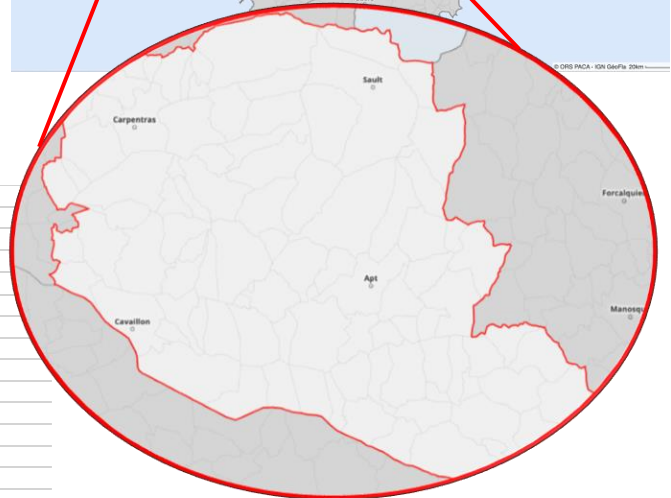 © ORS PACA - IGN GéoFla 20km
Sault
Carpentras
Forcalquie
Apt
Manosqu
Cavaillon